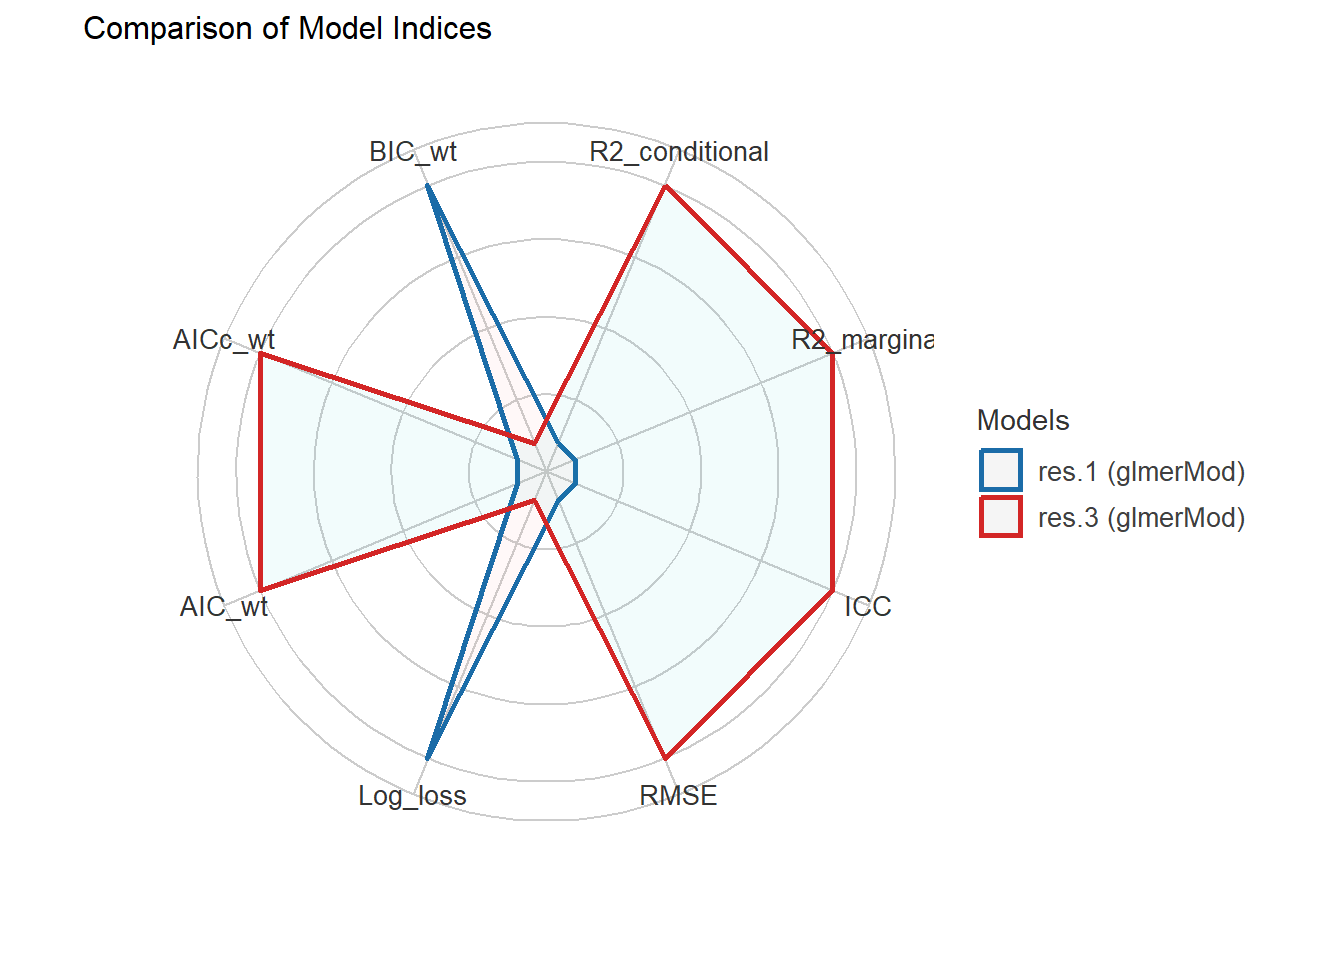 Comparison of Model Indices
BIC_wt
R2_conditional
AICc_wt
R2_margina
Models
res.1 (glmerMod)
res.3 (glmerMod)
AIC_wt
ICC
Log_loss
RMSE